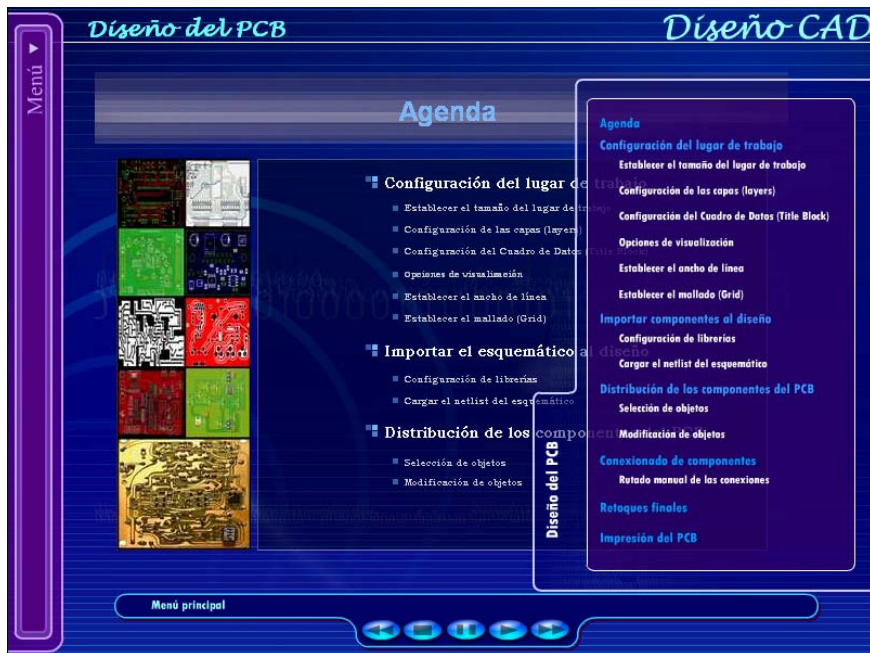 Diseño del PCB
Diseño CAD
Menú
Agenda
Configuración del lugar de trabajo
Establecer el tamaño del lugar de trabajo
Configuración de las capas (layers)
Configuración del Cuadro de Datos (Title Block)
Opciones de visualización
Establecer el ancho de línea
Establecer el mallado (Grid)
Importar el esquemático al diseño
Configuración de librerías
Cargar el netlist del esquemático
Distribución de los componentes del PCB
Selección de objetos
Modificación de objetos
Diseño del PCB
Agenda
Configuración del lugar de trabajo
Establecer el tamaño del lugar de trabajo
Configuración de las capas (layers)
Configuración del Cuadro de Datos (Title Block)
Opciones de visualización
Establecer el ancho de línea
Establecer el mallado (Grid)
Importar componentes al diseño
Configuración de librerías
Cargar el netlist del esquemático
Distribución de los componentes del PCB
Selección de objetos
Modificación de objetos
Conexionado de componentes
Rutado manual de las conexiones
Retoques finales
Impresión del PCB
Menú principal